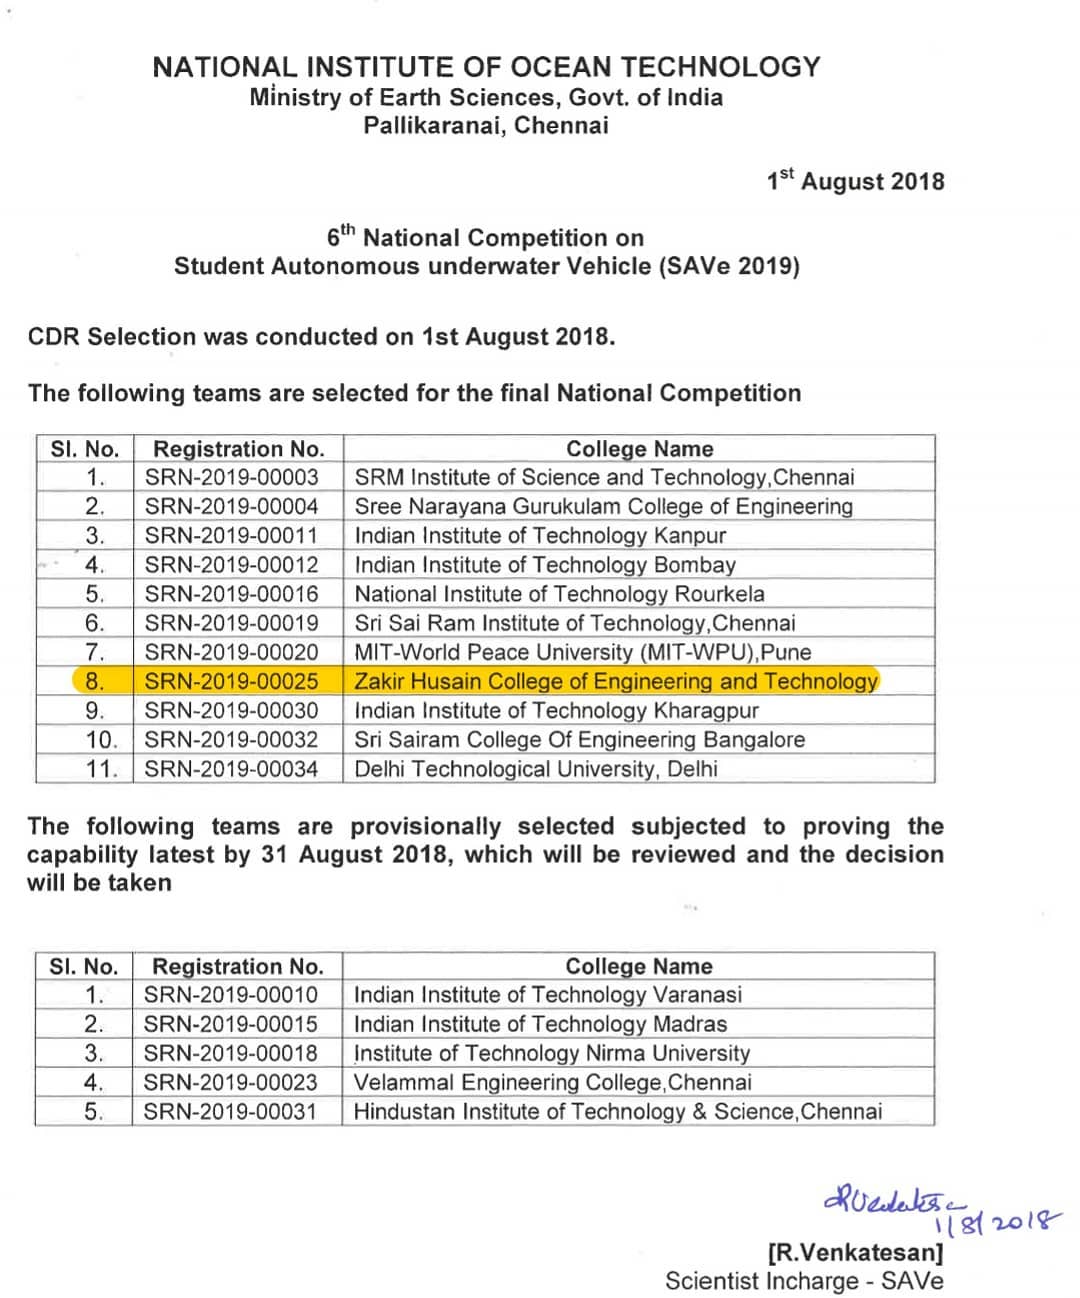 NATIONAL INSTITUTE OF OCEAN TECHNOLOGY
Ministry of Earth Sciences, Govt. of India
Pallikaranai, Chennai
1st August 2018
6th National Competition on
Student Autonomous underwater Vehicle (SAVe 2019)
CDR Selection was conducted on 1st August 2018.
The following teams are selected for the final National Competition
SI. No. Registration No. College Name
1. SRN-2019-00003 SRM Institute of Science and Technology,Chennai
2. SRN-2019-00004 Sree Narayana Gurukulam College of Engineering
3. SRN-2019-00011 Indian Institute of Technology Kanpur
4. SRN-2019-00012 Indian Institute of Technology Bombay
5. SRN-2019-00016 National Institute of Technology Rourkela
6. SRN-2019-00019 Sri Sai Ram Institute of Technology,Chennai
7. SRN-2019-00020 MIT-World Peace University (MIT-WPU),Pune
8. SRN-2019-00025 Zakir Husain College of Engineering and Technology
9. SRN-2019-00030 Indian Institute of Technology Kharagpur
10. SRN-2019-00032 Sri Sairam College Of Engineering Bangalore
11. SRN-2019-00034 Delhi Technological University, Delhi
The following teams are provisionally selected subjected to proving the
capability latest by 31 August 2018, which will be reviewed and the decision
will be taken
SI. No. Registration No. College Name
1. SRN-2019-00010 Indian Institute of Technology Varanasi
2. SRN-2019-00015 Indian Institute of Technology Madras
3. SRN-2019-00018 Institute of Technology Nirma University
4. SRN-2019-00023 Velammal Engineering College,Chennai
5. SRN-2019-00031 Hindustan Institute of Technology & Science,Chennai
1/8/2018
[R.Venkatesan]
Scientist Incharge - SAVe